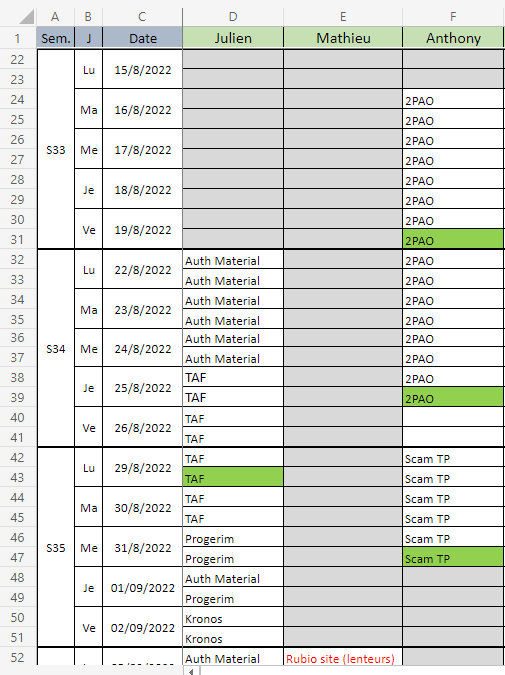 A B C D E F
1 Sem. J Date Julien Mathieu Anthony
22 Lu 15/8/2022
23
24 Ma 16/8/2022 2PAO
25 2PAO
26 S33 Me 17/8/2022 2PAO
27 2PAO
28 Je 18/8/2022 2PAO
29 2PAO
30 Ve 19/8/2022 2PAO
31 2PAO
32 Lu 22/8/2022 Auth Material 2PAO
33 Auth Material 2PAO
34 Ma 23/8/2022 Auth Material 2PAO
35 Auth Material 2PAO
36 S34 Me 24/8/2022 Auth Material 2PAO
37 Auth Material 2PAO
38 Je 25/8/2022 TAF 2PAO
39 TAF 2PAO
40 Ve 26/8/2022 TAF
41 TAF
42 Lu 29/8/2022 TAF Scam TP
43 TAF Scam TP
44 Ma 30/8/2022 TAF Scam TP
45 TAF Scam TP
46 S35 Me 31/8/2022 Progerim Scam TP
47 Progerim Scam TP
48 Je 01/09/2022 Auth Material
49 Progerim
50 Ve 02/09/2022 Kronos
51 Kronos
52 Auth Material Rubio site (lenteurs)